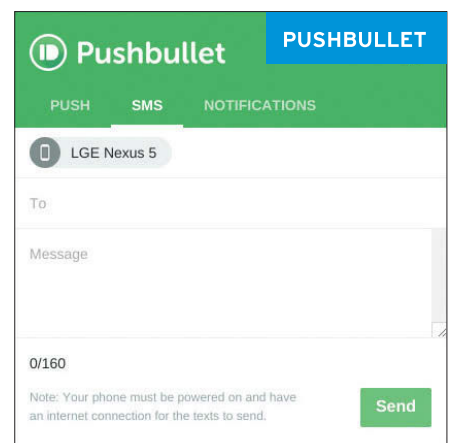 PUSHBULLET
Pushbullet
PUSH SMS NOTIFICATIONS
LGE Nexus 5
To
Message
0/160
Note: Your phone must be powered on and have
an internet connection for the texts to send.
Send